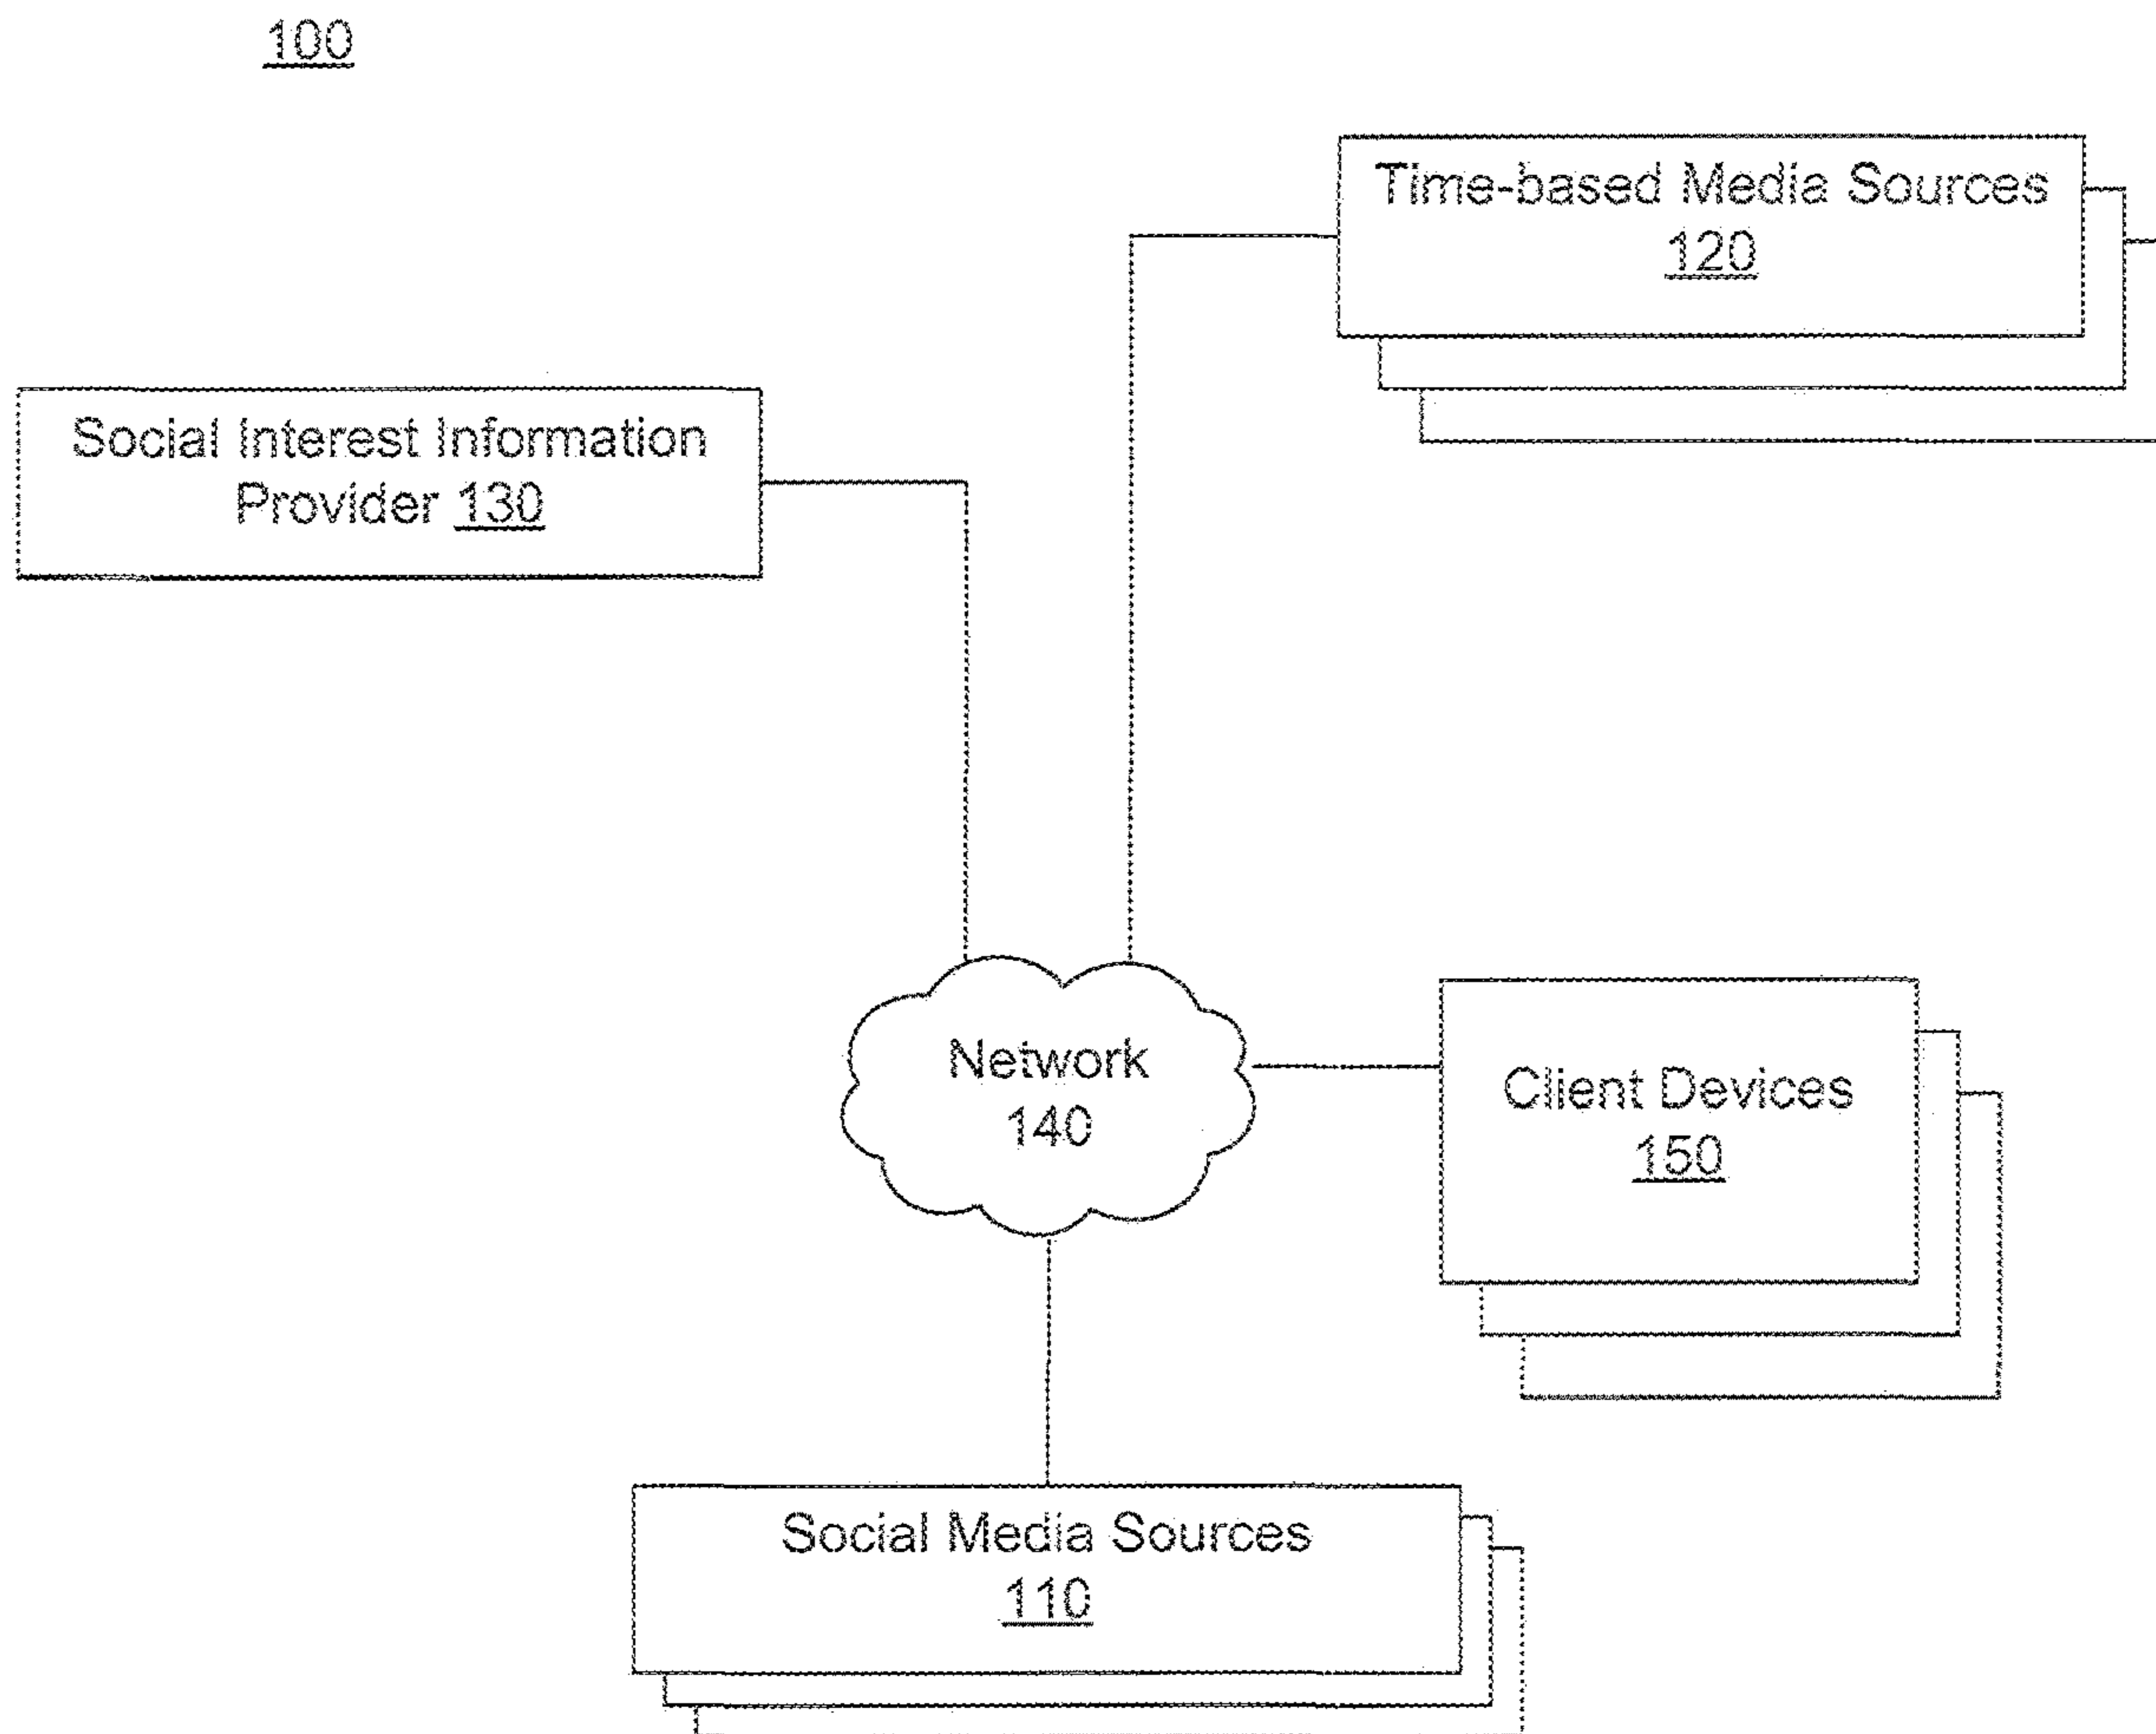 100
Time-based Media Sources
120
Social Interest Information
Provider 130
Network
140
Client Devices
150
Social Media Sources
110